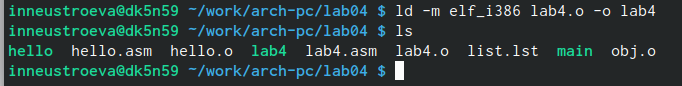 inneustroeva@dk5n59 ~/work/arch-pc/lab04 $ ld -m elf_i386 lab4.o -o lab4
inneustroeva@dk5n59 ~/work/arch-pc/lab04 $ ls
hello hello.asm hello.o lab4 lab4.asm lab4.o list.lst main obj.o
inneustroeva@dk5n59 ~/work/arch-pc/lab04 $